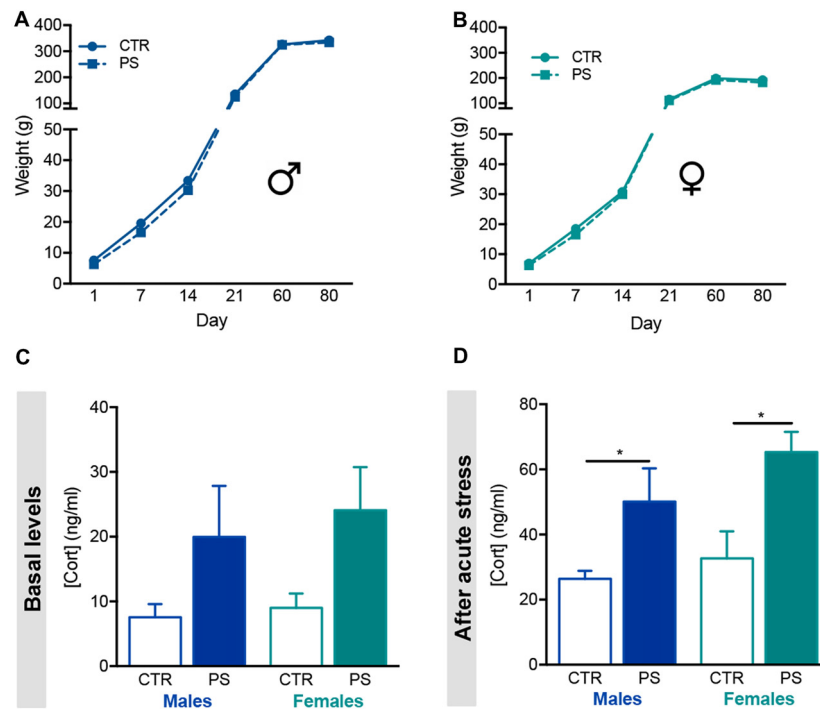 A
400
300
200
100
50
40
30
20
10
0
Weight (g)
CTR
PS
♂
1 7 14 21 60 80
Day
B
400
300
200
100
50
40
30
20
10
0
Weight (g)
CTR
PS
♀
1 7 14 21 60 80
Day
C
Basal levels
[Cort] (ng/ml)
40
30
20
10
0
CTR PS CTR PS
Males Females
D
After acute stress
[Cort] (ng/ml)
80
60
40
20
0
* *
CTR PS CTR PS
Males Females